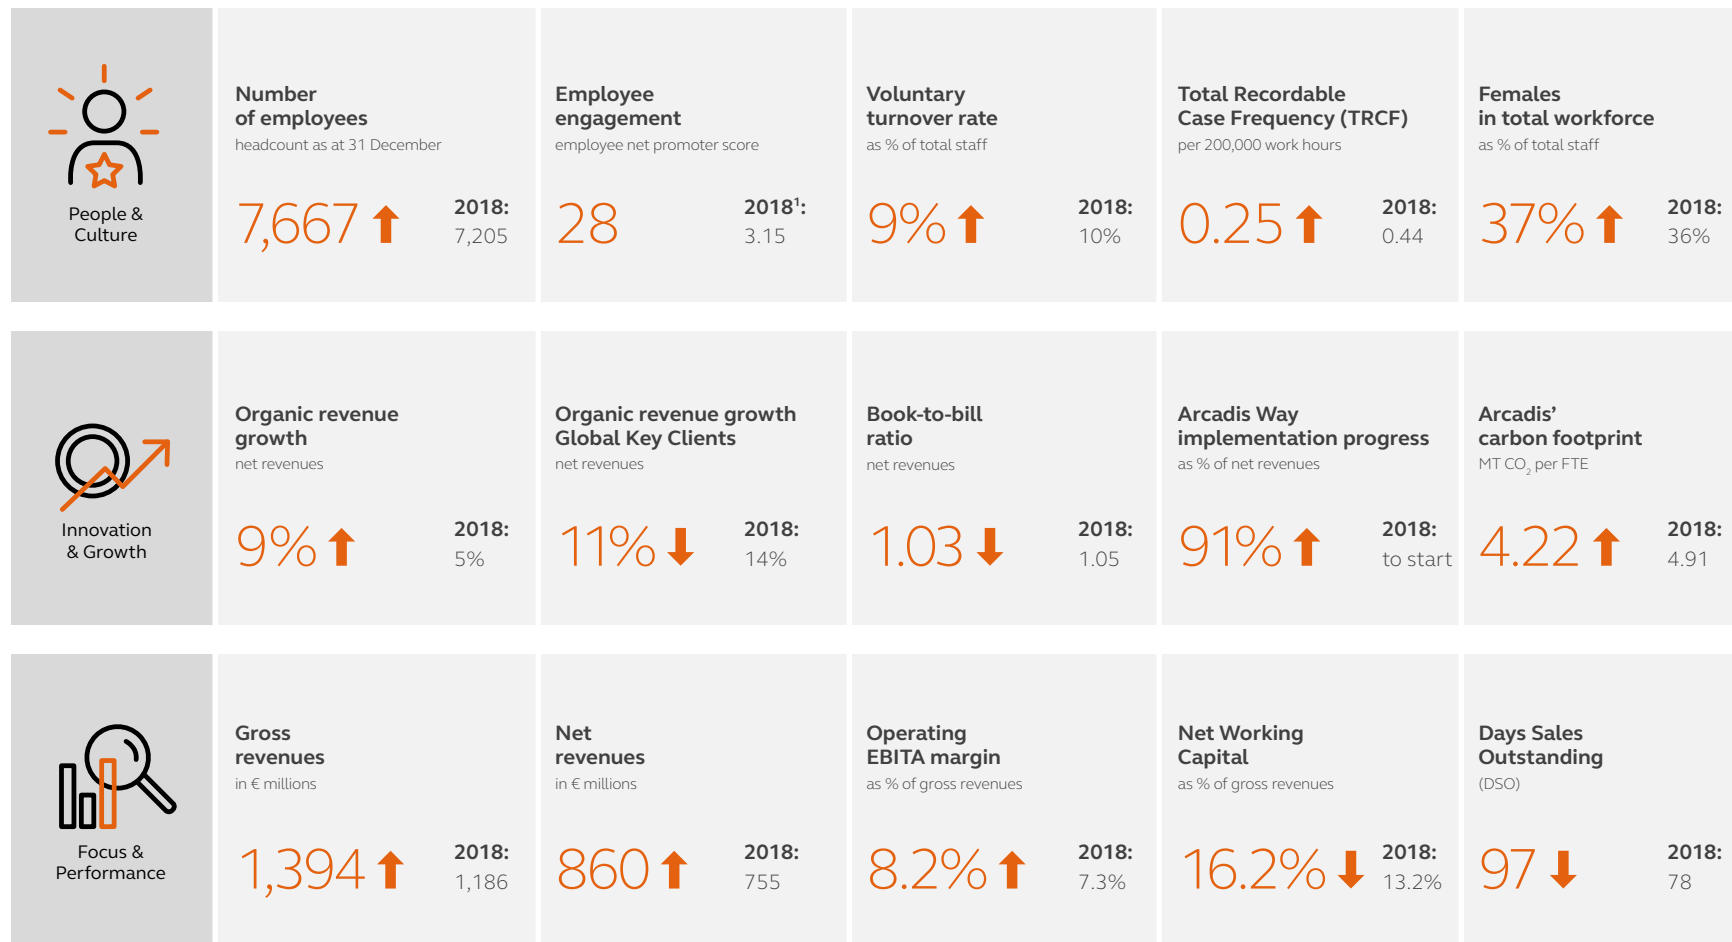 People &
Culture
Number
of employees
headcount as at 31 December
7,667
2018:
7,205
Employee
engagement
employee net promoter score
28
2018¹:
3.15
Voluntary
turnover rate
as % of total staff
9%
2018:
10%
Total Recordable
Case Frequency (TRCF)
per 200,000 work hours
0.25
2018:
0.44
Females
in total workforce
as % of total staff
37%
2018:
36%
Innovation
& Growth
Organic revenue
growth
net revenues
9%
2018:
5%
Organic revenue growth
Global Key Clients
net revenues
11%
2018:
14%
Book-to-bill
ratio
net revenues
1.03
2018:
1.05
Arcadis Way
implementation progress
as % of net revenues
91%
2018:
to start
Arcadis’
carbon footprint
MT CO₂ per FTE
4.22
2018:
4.91
Focus &
Performance
Gross
revenues
in € millions
1,394
2018:
1,186
Net
revenues
in € millions
860
2018:
755
Operating
EBITA margin
as % of gross revenues
8.2%
2018:
7.3%
Net Working
Capital
as % of gross revenues
16.2%
2018:
13.2%
Days Sales
Outstanding
(DSO)
97
2018:
78